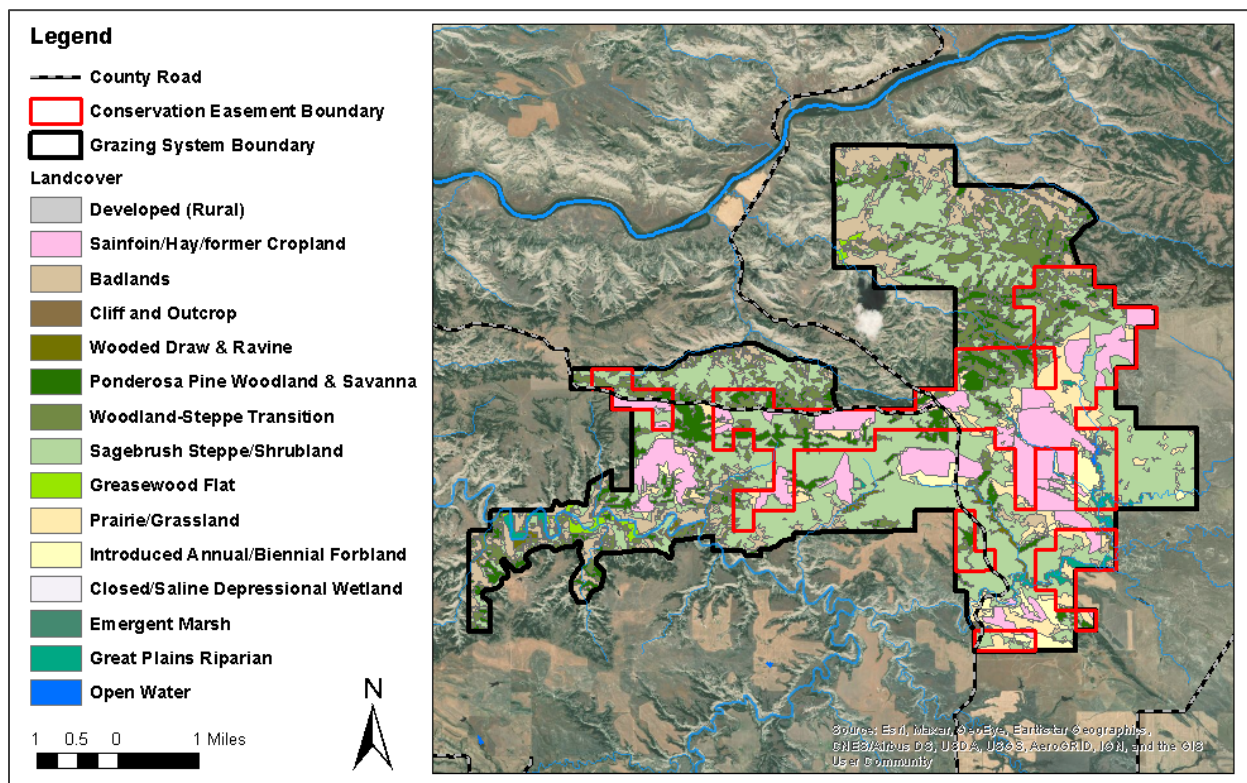 Legend
County Road
Conservation Easement Boundary
Grazing System Boundary
Landcover
Developed (Rural)
Sainfoin/Hay/former Cropland
Badlands
Cliff and Outcrop
Wooded Draw & Ravine
Ponderosa Pine Woodland & Savanna
Woodland-Steppe Transition
Sagebrush Steppe/Shrubland
Greasewood Flat
Prairie/Grassland
Introduced Annual/Biennial Forbland
Closed/Saline Depressional Wetland
Emergent Marsh
Great Plains Riparian
Open Water
N
1 0.5 0 1 Miles
Source: Esri, Maxar, GeoEye, Earthstar Geographics,
CNES/Airbus DS, USDA, USGS, AeroGRID, IGN, and the GIS
User Community